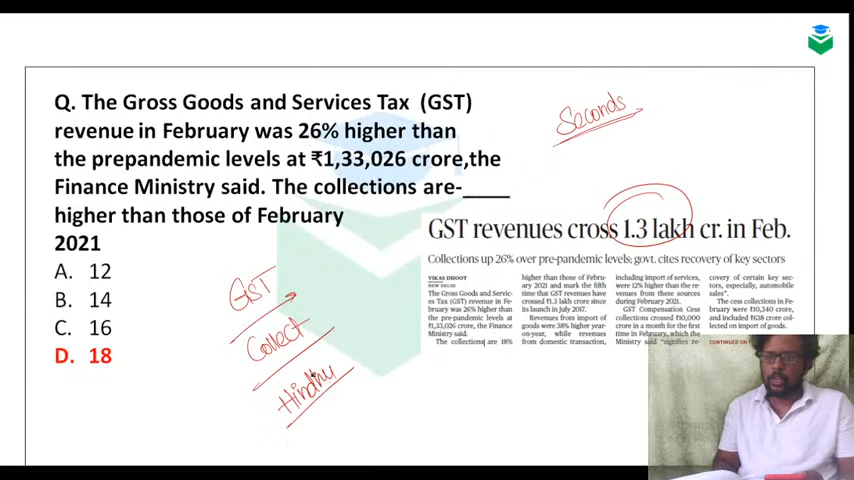 Q. The Gross Goods and Services Tax (GST)
revenue in February was 26% higher than
the prepandemic levels at ₹1,33,026 crore,the
Finance Ministry said. The collections are-____
higher than those of February
2021
A. 12
B. 14
C. 16
D. 18
Seconds
GST
Collect
Hindhu
GST revenues cross 1.3 lakh cr. in Feb.
Collections up 26% over pre-pandemic levels; govt. cites recovery of key sectors
VIKAS DHOOT
NEW DELHI
The Gross Goods and Servic-
es Tax (GST) revenue in Fe-
bruary was 26% higher than
the pre-pandemic levels at
₹1,33,026 crore, the Finance
Ministry said.
The collections are 18%
higher than those of Febru-
ary 2021 and mark the fifth
time that GST revenues have
crossed ₹1.3 lakh crore since
its launch in July 2017.
Revenues from import of
goods were 38% higher year-
on-year, while revenues
from domestic transaction,
including import of services,
were 12% higher than the re-
venues from these sources
during February 2021.
GST Compensation Cess
collections crossed ₹10,000
crore in a month for the first
time in February, which the
Ministry said "signifies re-
covery of certain key sec-
tors, especially, automobile
sales".
The cess collections in Fe-
bruary were ₹10,340 crore,
and included ₹638 crore col-
lected on import of goods.
CONTINUED ON